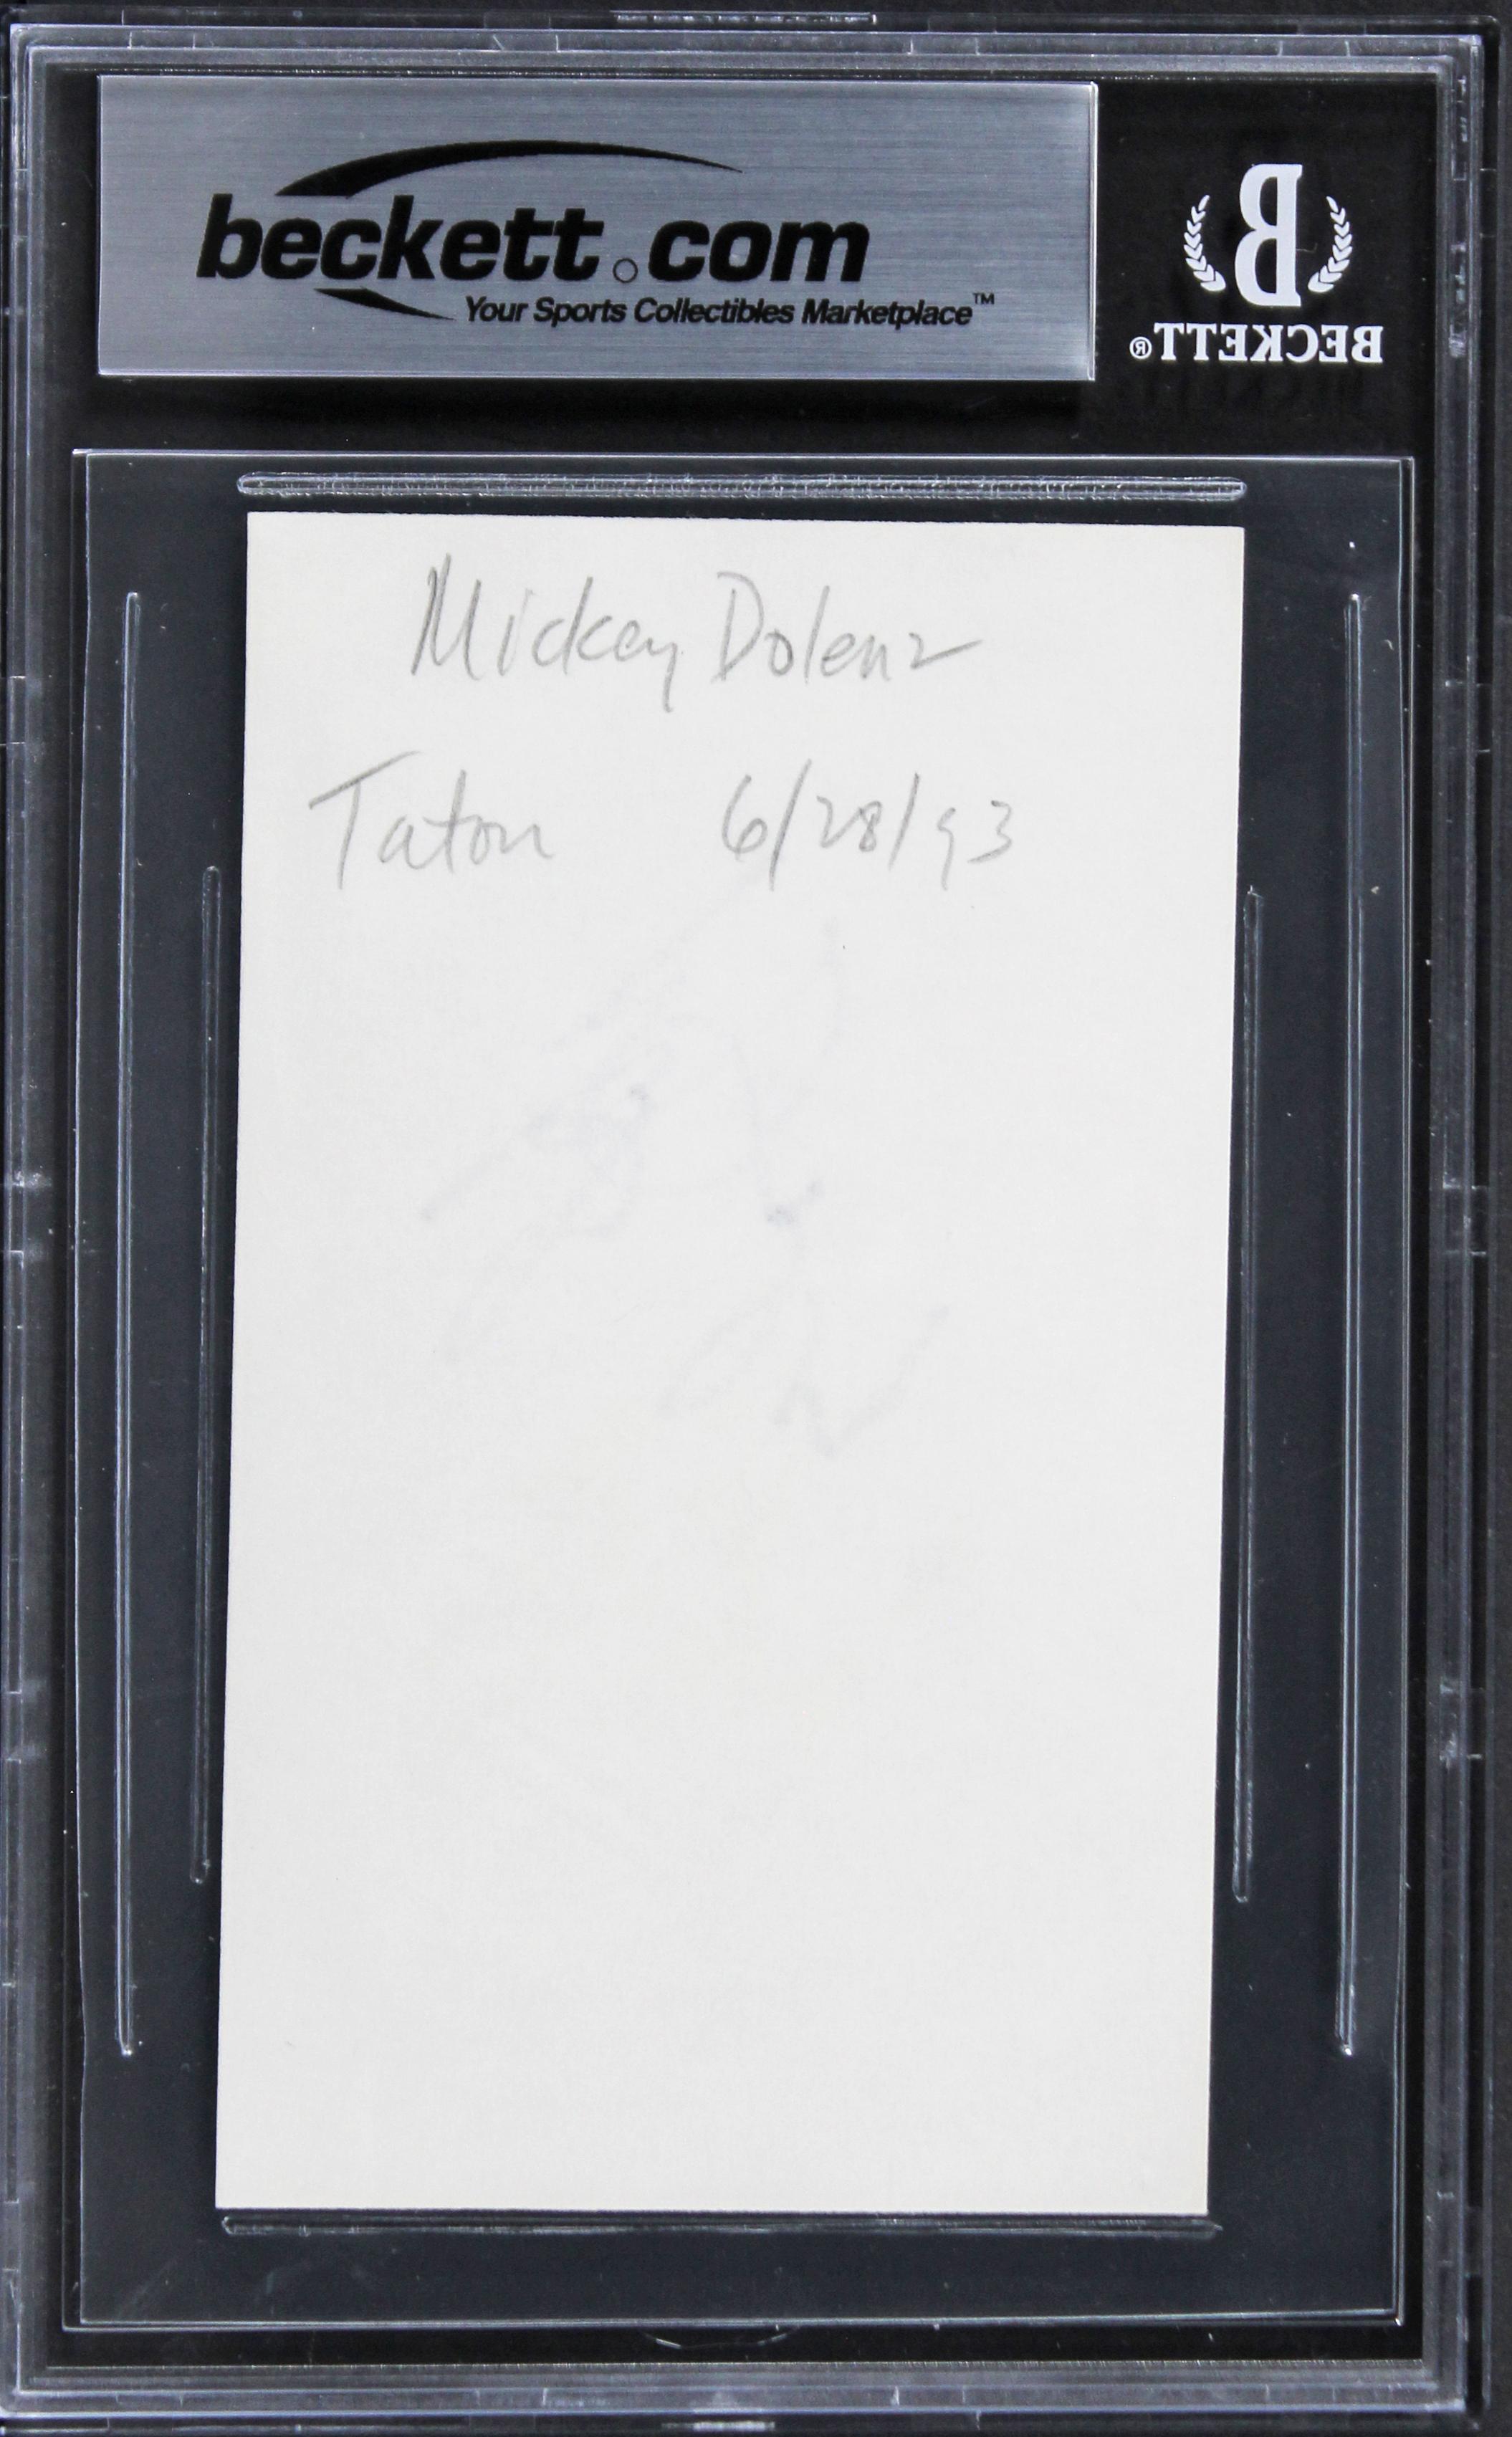 beckett.com
Your Sports Collectibles Marketplace™
B
BECKETT®
Mickey Dolenz
Taton 6/28/93